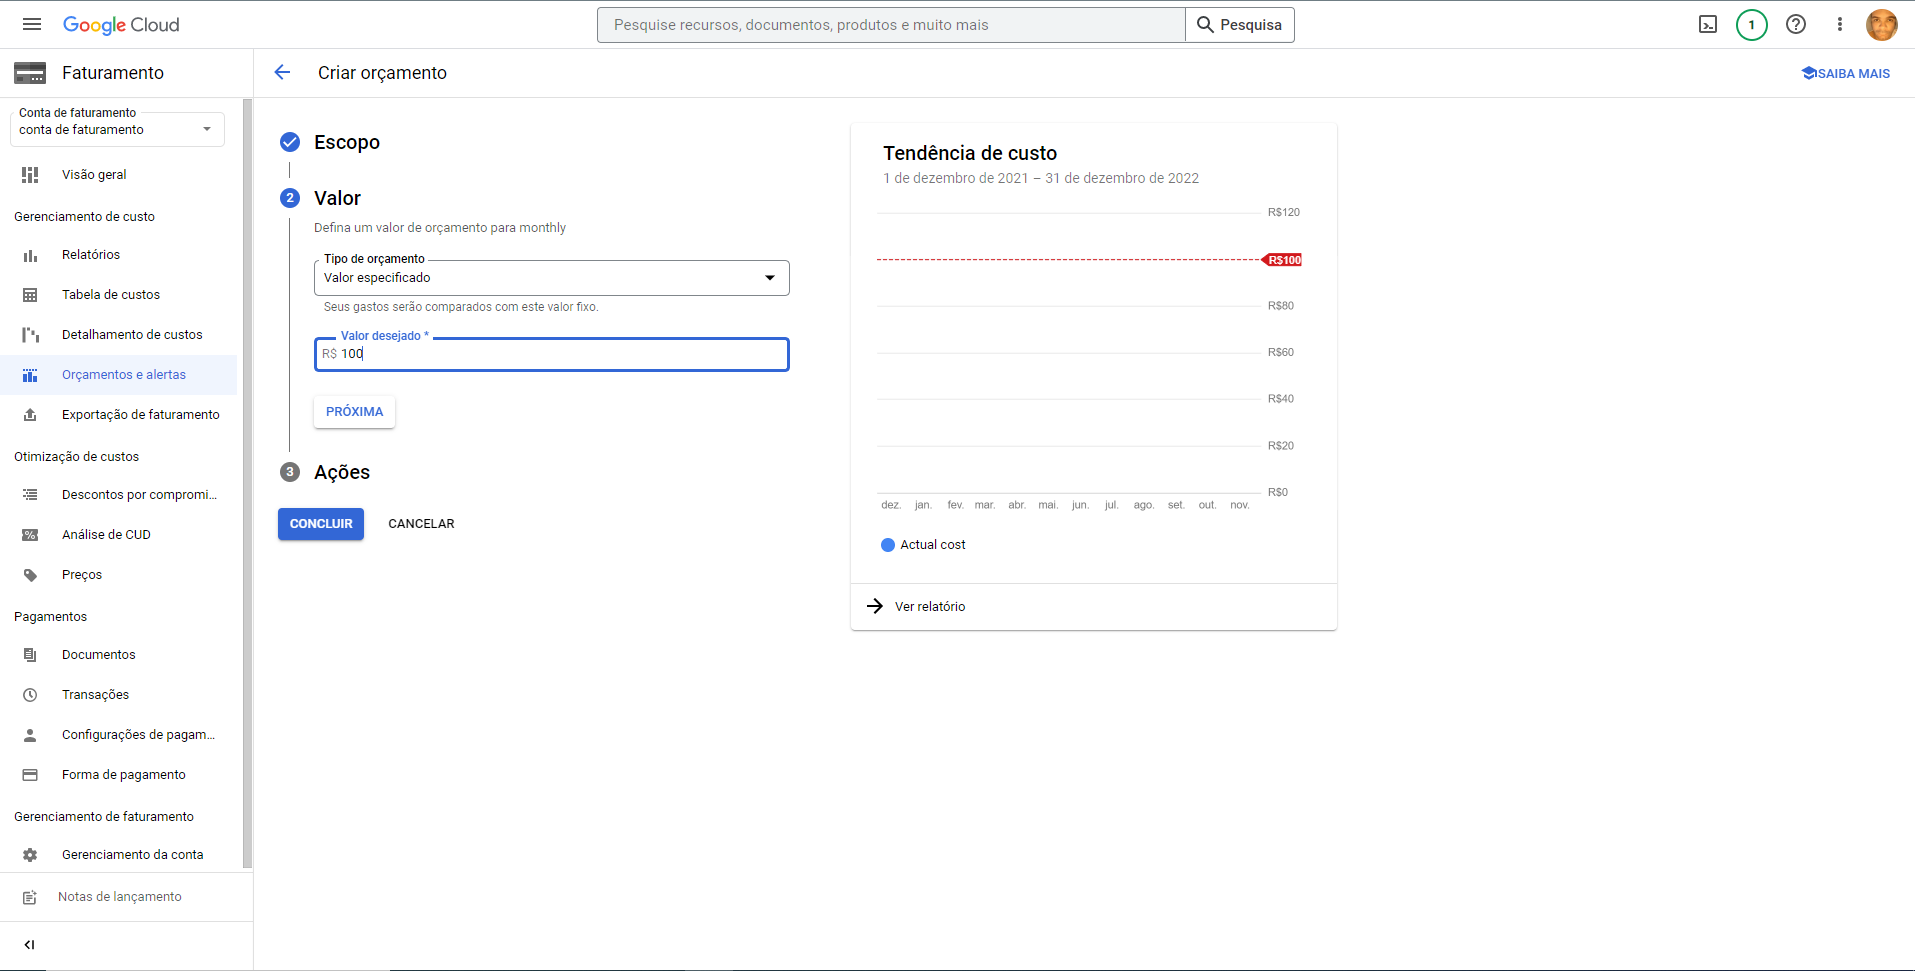 Google Cloud
Pesquise recursos, documentos, produtos e muito mais
Pesquisa
1
Faturamento
Criar orçamento
SAIBA MAIS
Conta de faturamento
conta de faturamento
Visão geral
Gerenciamento de custo
Relatórios
Tabela de custos
Detalhamento de custos
Orçamentos e alertas
Exportação de faturamento
Otimização de custos
Descontos por compromi...
Análise de CUD
Preços
Pagamentos
Documentos
Transações
Configurações de pagam...
Forma de pagamento
Gerenciamento de faturamento
Gerenciamento da conta
Notas de lançamento
Escopo
2 Valor
Defina um valor de orçamento para monthly
Tipo de orçamento
Valor especificado
Seus gastos serão comparados com este valor fixo.
Valor desejado *
R$ 100
PRÓXIMA
3 Ações
CONCLUIR CANCELAR
Tendência de custo
1 de dezembro de 2021 – 31 de dezembro de 2022
R$120
R$100
R$80
R$60
R$40
R$20
R$0
dez. jan. fev. mar. abr. mai. jun. jul. ago. set. out. nov.
Actual cost
Ver relatório